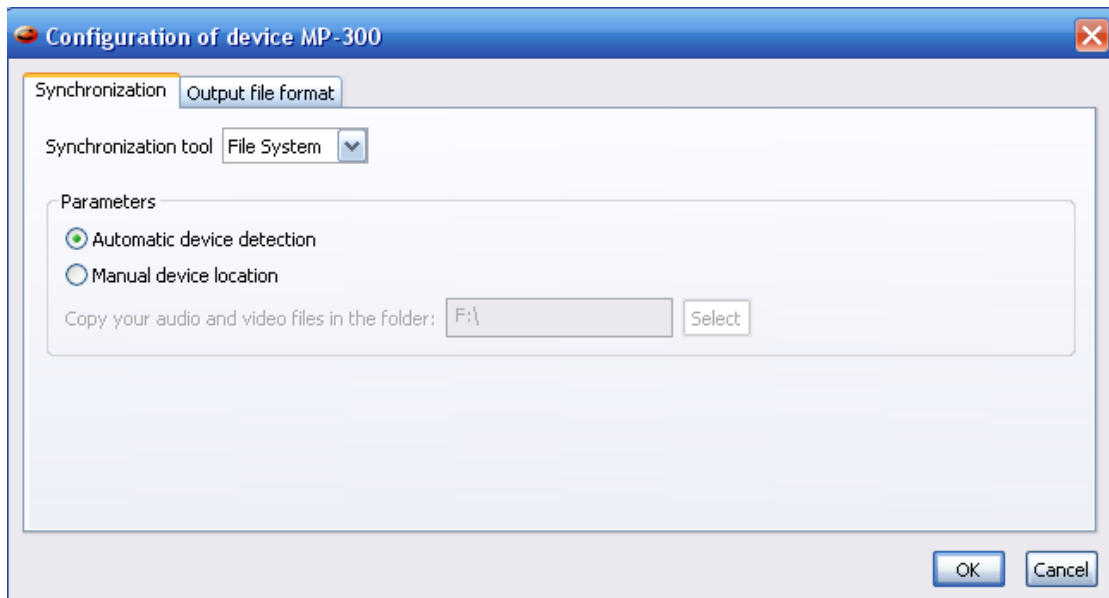 Configuration of device MP-300
Synchronization Output file format
Synchronization tool File System
Parameters
Automatic device detection
Manual device location
Copy your audio and video files in the folder: F:\ Select
OK Cancel